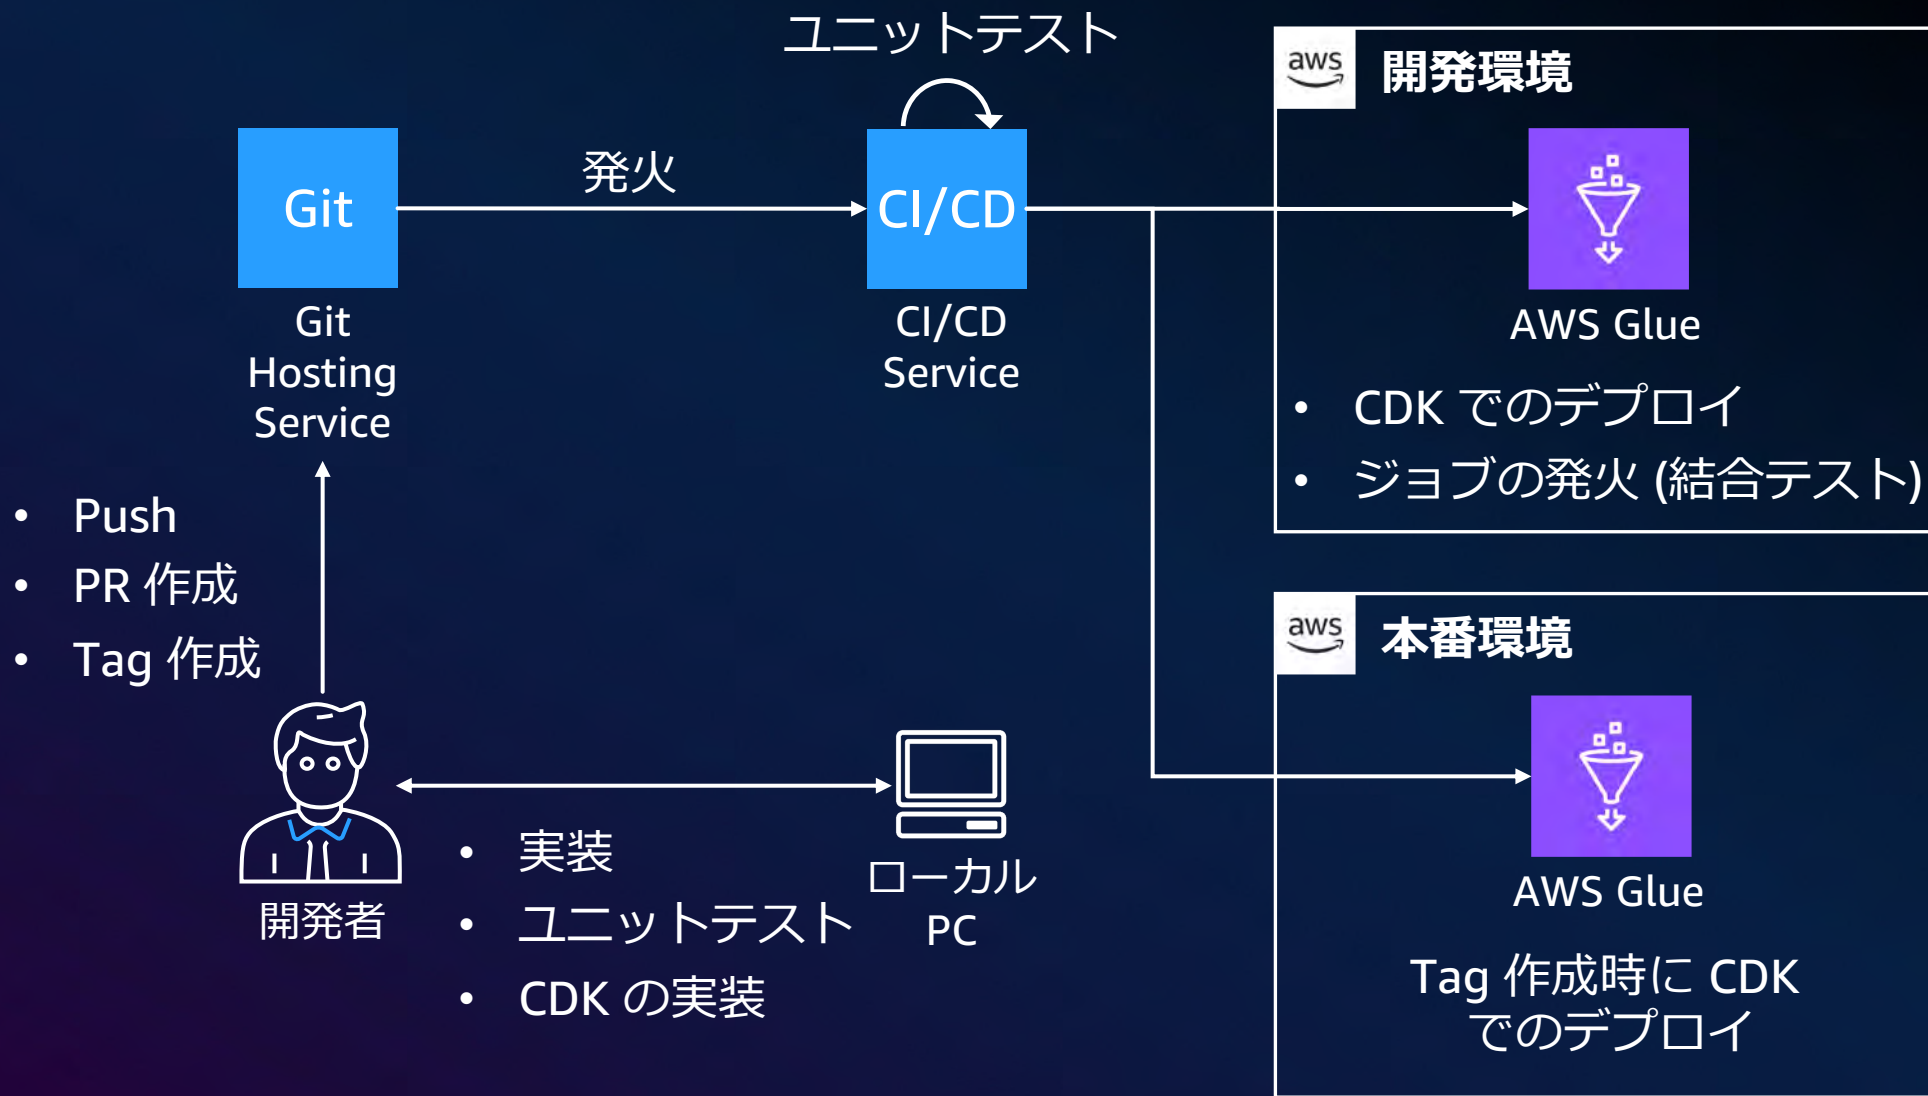 ユニットテスト
aws
開発環境
Git
発火
CI/CD
Git
Hosting
Service
CI/CD
Service
AWS Glue
• CDK でのデプロイ
• ジョブの発火 (結合テスト)
• Push
• PR 作成
• Tag 作成
aws
本番環境
開発者
• 実装
• ユニットテスト
• CDK の実装
ローカル
PC
AWS Glue
Tag 作成時に CDK
でのデプロイ